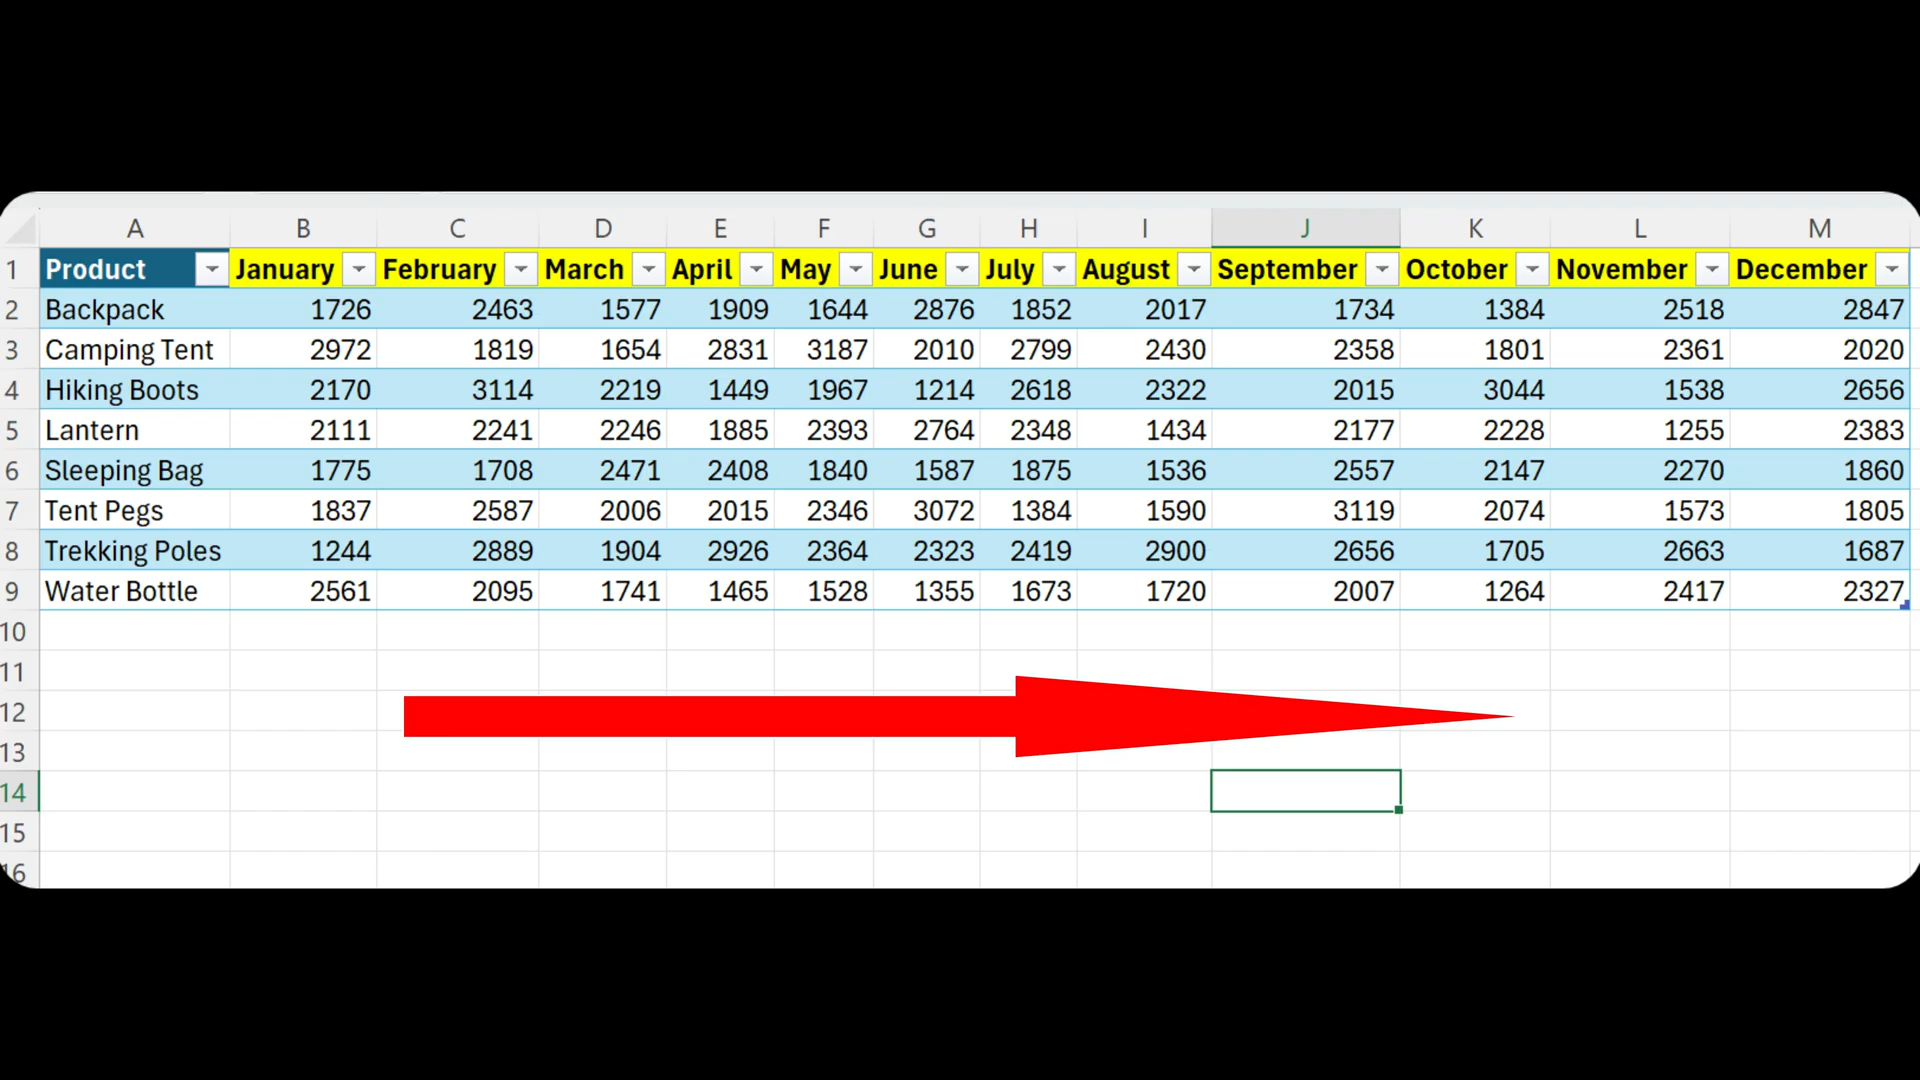 A B C D E F G H I J K L M
1 Product January February March April May June July August September October November December
2 Backpack 1726 2463 1577 1909 1644 2876 1852 2017 1734 1384 2518 2847
3 Camping Tent 2972 1819 1654 2831 3187 2010 2799 2430 2358 1801 2361 2020
4 Hiking Boots 2170 3114 2219 1449 1967 1214 2618 2322 2015 3044 1538 2656
5 Lantern 2111 2241 2246 1885 2393 2764 2348 1434 2177 2228 1255 2383
6 Sleeping Bag 1775 1708 2471 2408 1840 1587 1875 1536 2557 2147 2270 1860
7 Tent Pegs 1837 2587 2006 2015 2346 3072 1384 1590 3119 2074 1573 1805
8 Trekking Poles 1244 2889 1904 2926 2364 2323 2419 2900 2656 1705 2663 1687
9 Water Bottle 2561 2095 1741 1465 1528 1355 1673 1720 2007 1264 2417 2327
10
11
12
13
14
15
16